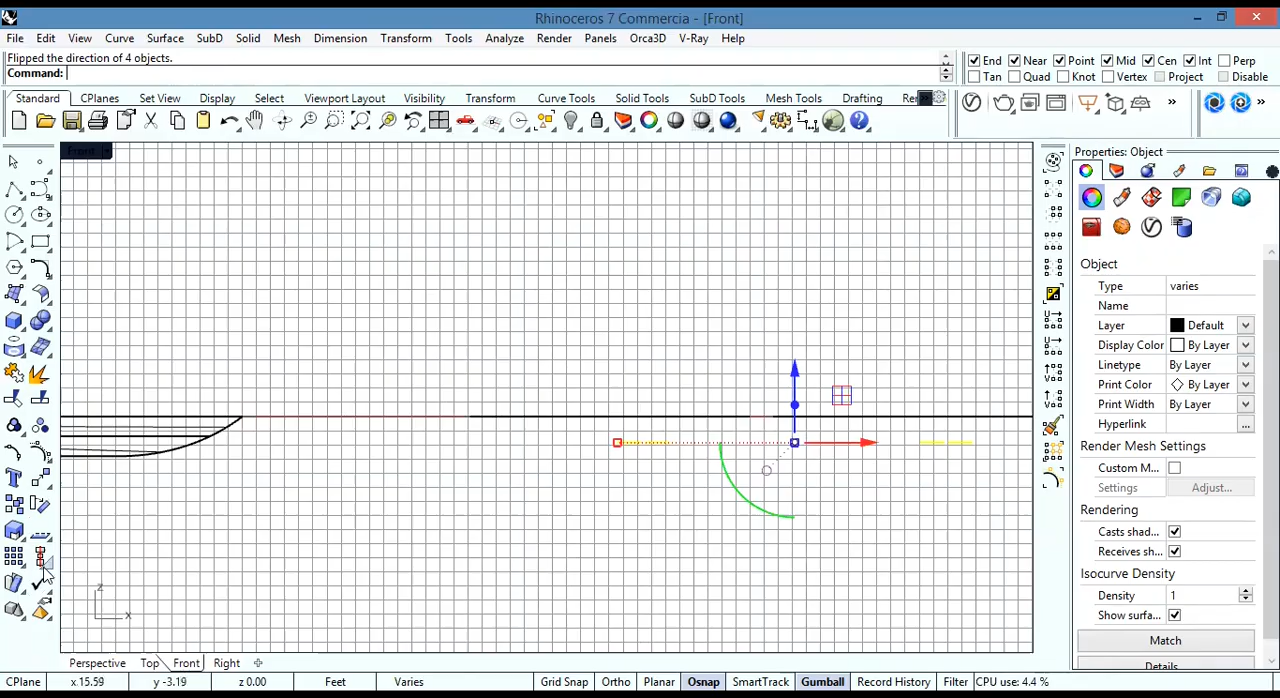 Rhinoceros 7 Commercia - [Front]
File Edit View Curve Surface SubD Solid Mesh Dimension Transform Tools Analyze Render Panels Orca3D V-Ray Help
Flipped the direction of 4 objects.
Command:
End Near Point Mid Cen Int Perp
Tan Quad Knot Vertex Project Disable
Standard CPlanes Set View Display Select Viewport Layout Visibility Transform Curve Tools Solid Tools SubD Tools Mesh Tools Drafting Re
Front
Properties: Object
Object
Type varies
Name
Layer Default
Display Color By Layer
Linetype By Layer
Print Color By Layer
Print Width By Layer
Hyperlink ...
Render Mesh Settings
Custom M...
Settings Adjust...
Rendering
Casts shad...
Receives sh...
Isocurve Density
Density 1
Show surfa...
Match
Details
z
x
Perspective Top Front Right
CPlane x 15.59 y -3.19 z 0.00 Feet Varies Grid Snap Ortho Planar Osnap SmartTrack Gumball Record History Filter CPU use: 4.4 %